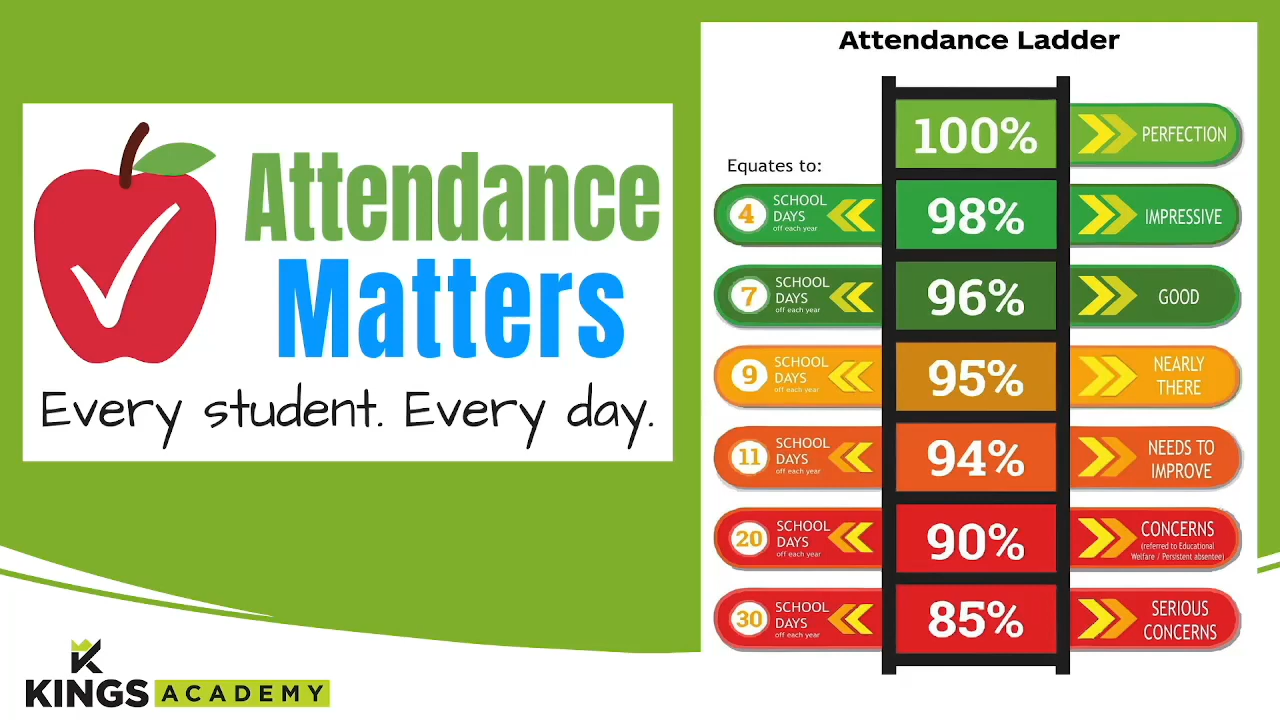 Attendance
Matters
Every student. Every day.
KINGS ACADEMY
Attendance Ladder
Equates to:
100%
PERFECTION
4
SCHOOL
DAYS
off each year
98%
IMPRESSIVE
7
SCHOOL
DAYS
off each year
96%
GOOD
9
SCHOOL
DAYS
off each year
95%
NEARLY
THERE
11
SCHOOL
DAYS
off each year
94%
NEEDS TO
IMPROVE
20
SCHOOL
DAYS
off each year
90%
CONCERNS
(referred to Educational
Welfare / Persistent absentee)
30
SCHOOL
DAYS
off each year
85%
SERIOUS
CONCERNS